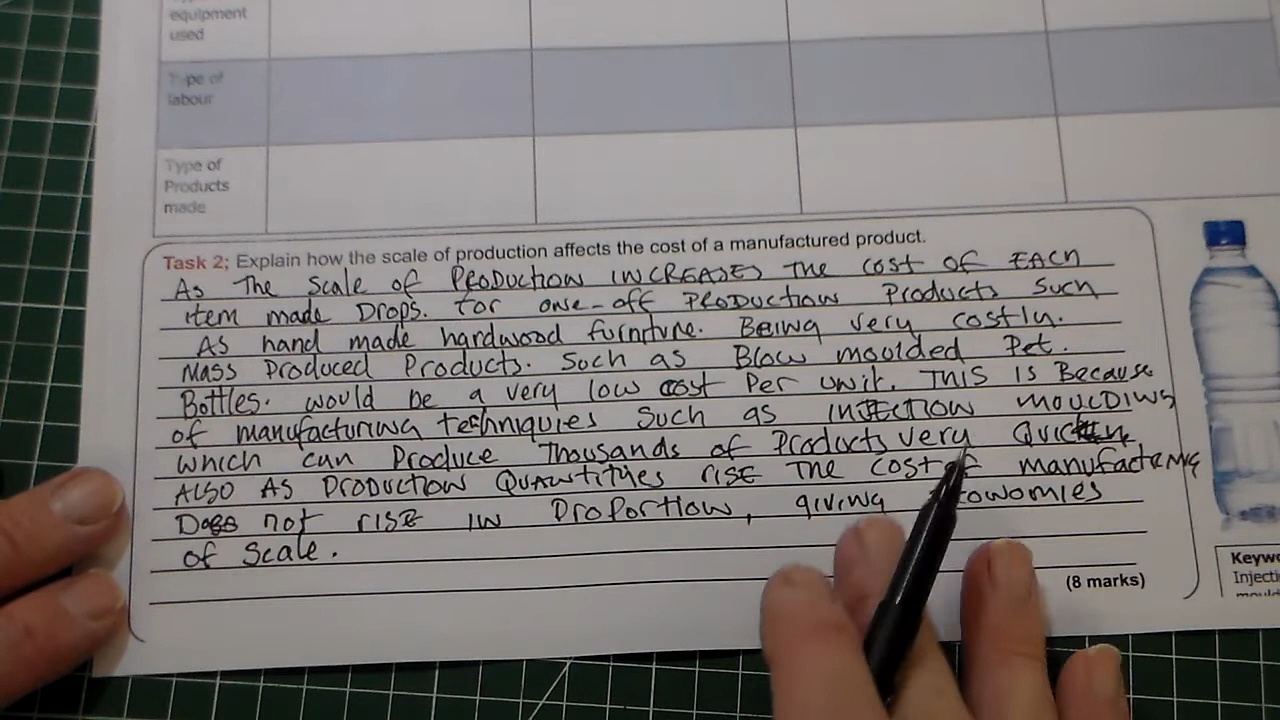 equipment
used
Type of
labour
Type of
Products
made
Task 2; Explain how the scale of production affects the cost of a manufactured product.
As The Scale of PRODUCTION INCREASES The cost of EACH
item made Drops. for one-off PRODUCTION Products Such
As hand made hardwood furniture. BEING very costly.
Mass Produced Products. Such as Blow moulded Pet.
Bottles. would be a very low cost Per unit. THIS IS Because
of manufacturing techniques Such as INJECTION MOULDING
which can Produce Thousands of Products very
ALSO AS PRODUCTION QUANTITIES RISE The cost of manufacturing
Does not RISE IN PROPORTION, giving
of Scale.
(8 marks)
Injecti